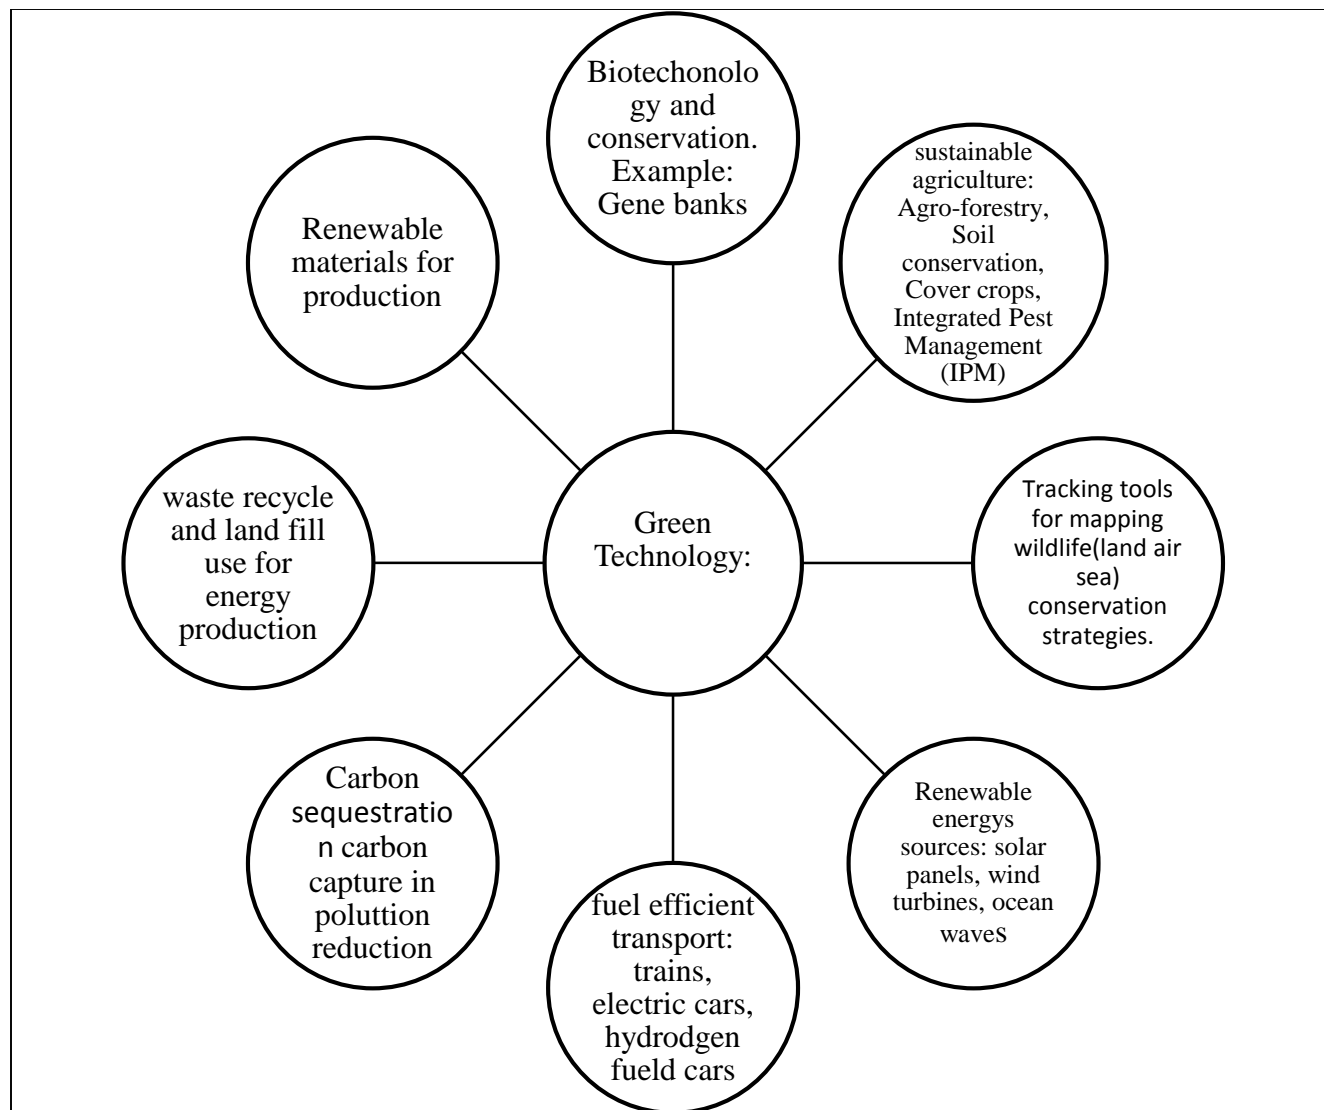 Biotechonolo
gy and
conservation.
Example:
Gene banks
sustainable
agriculture:
Agro-forestry,
Soil
conservation,
Cover crops,
Integrated Pest
Management
(IPM)
Renewable
materials for
production
Green
Technology:
Tracking tools
for mapping
wildlife(land air
sea)
conservation
strategies.
waste recycle
and land fill
use for
energy
production
Renewable
energys
sources: solar
panels, wind
turbines, ocean
waves
Carbon
sequestratio
n carbon
capture in
poluttion
reduction
fuel efficient
transport:
trains,
electric cars,
hydrodgen
fueld cars